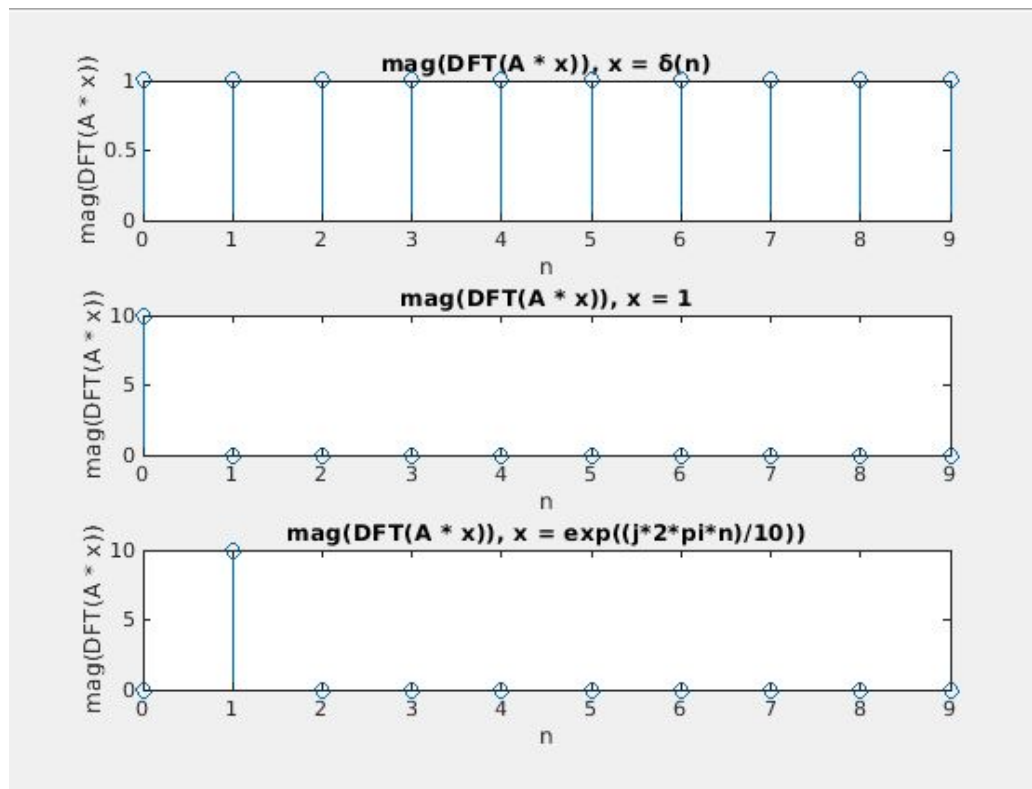 mag(DFT(A * x)), x = δ(n)
mag(DFT(A * x))
1
0.5
0
0 1 2 3 4 5 6 7 8 9
n
mag(DFT(A * x)), x = 1
mag(DFT(A * x))
10
5
0
0 1 2 3 4 5 6 7 8 9
n
mag(DFT(A * x)), x = exp((j*2*pi*n)/10))
mag(DFT(A * x))
10
5
0
0 1 2 3 4 5 6 7 8 9
n